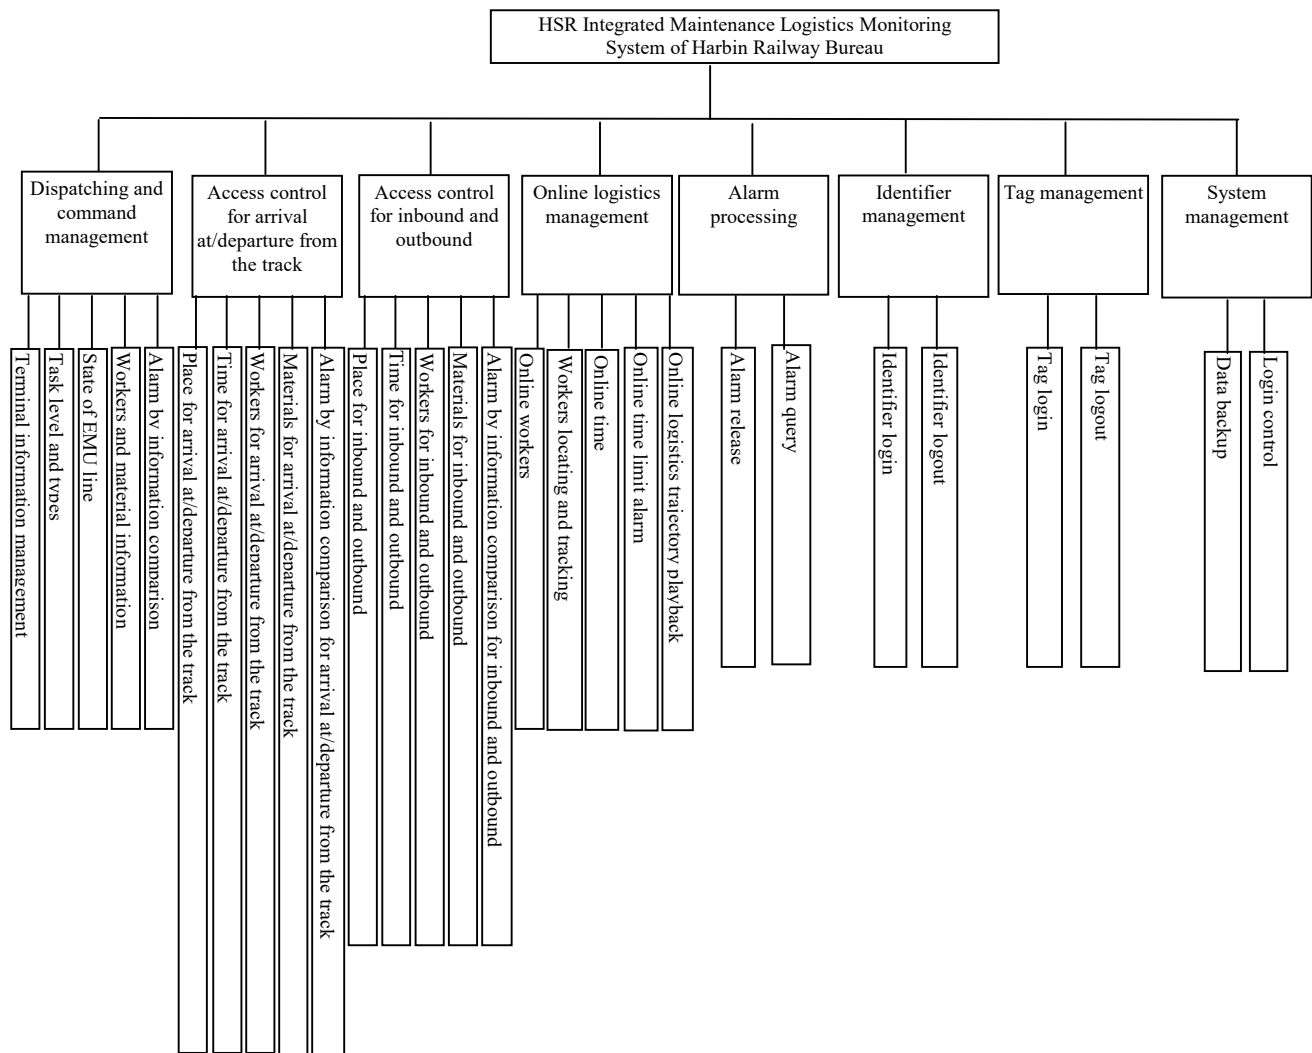 HSR Integrated Maintenance Logistics Monitoring
System of Harbin Railway Bureau
Dispatching and
command
management
Access control
for arrival
at/departure from
the track
Access control
for inbound and
outbound
Online logistics
management
Alarm
processing
Identifier
management
Tag management
System
management
Terminal information management
Task level and types
State of EMU line
Workers and material information
Alarm by information comparison
Place for arrival at/departure from the track
Time for arrival at/departure from the track
Workers for arrival at/departure from the track
Materials for arrival at/departure from the track
Alarm by information comparison for arrival at/departure from the track
Place for inbound and outbound
Time for inbound and outbound
Workers for inbound and outbound
Materials for inbound and outbound
Alarm by information comparison for inbound and outbound
Online workers
Workers locating and tracking
Online time
Online time limit alarm
Online logistics trajectory playback
Alarm release
Alarm query
Identifier login
Identifier logout
Tag login
Tag logout
Data backup
Login control